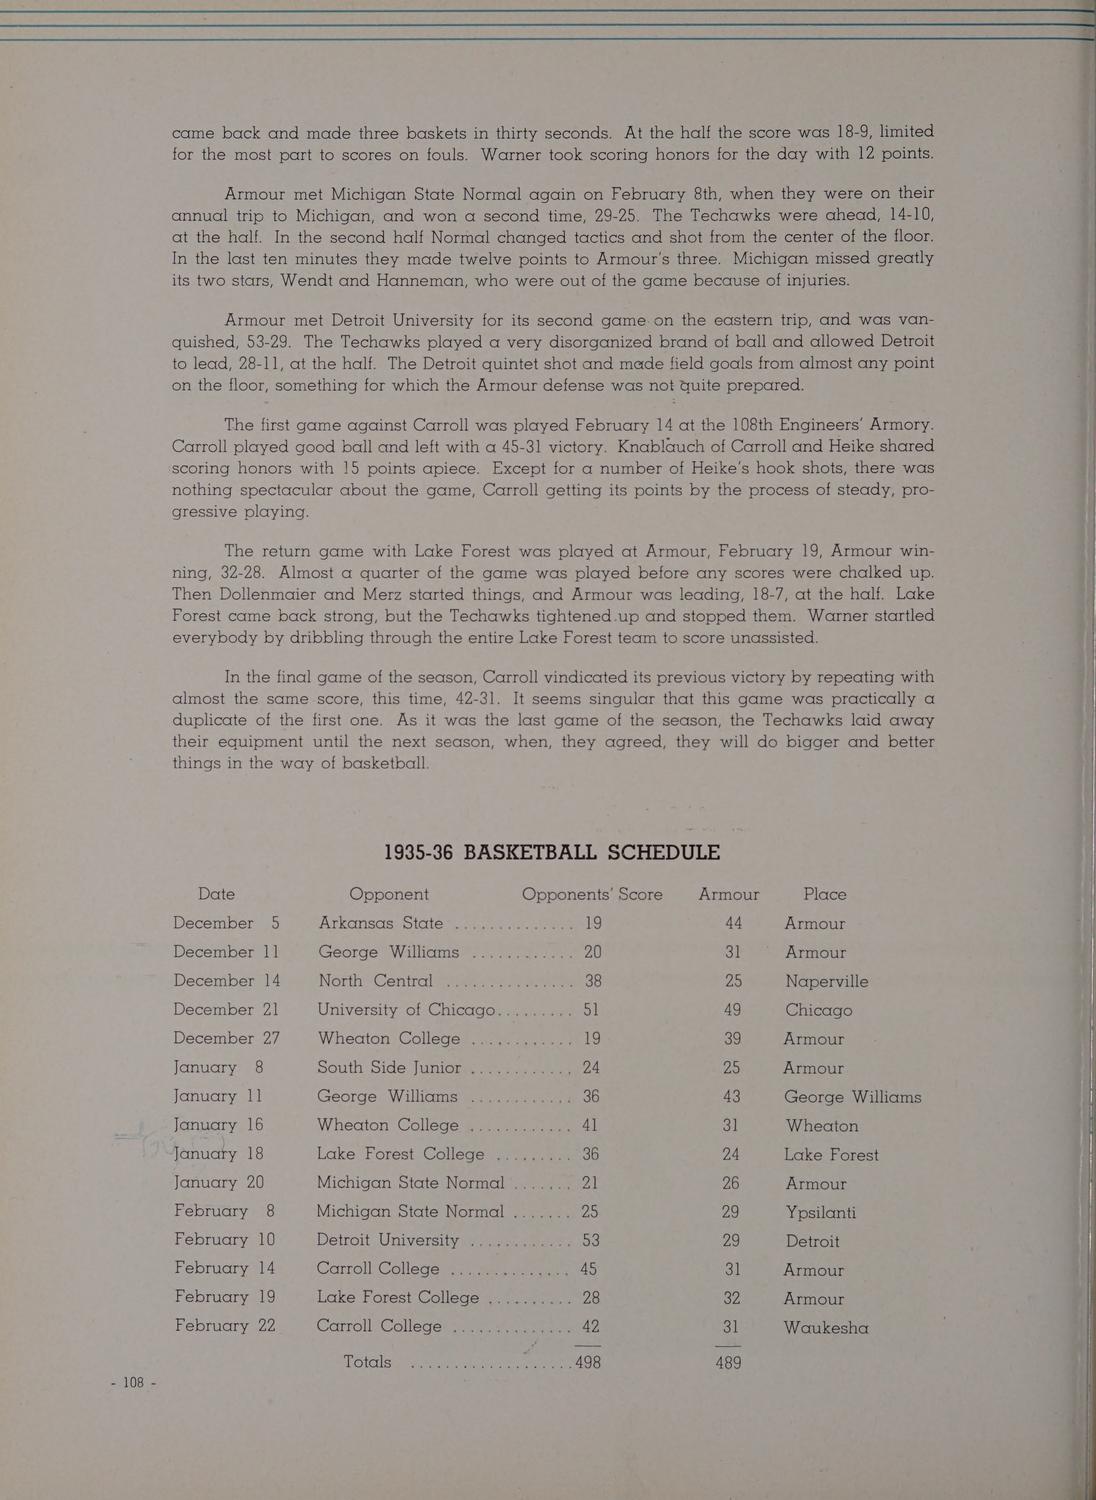 came back and made three baskets in thirty seconds. At the half the score was 18-9, limited
for the most part to scores on fouls. Warner took scoring honors for the day with 12 points.
Armour met Michigan State Normal again on February 8th, when they were on their
annual trip to Michigan, and won a second time, 29-25. The Techawks were ahead, 14-10,
at the half. In the second half Normal changed tactics and shot from the center of the floor.
In the last ten minutes they made twelve points to Armour's three. Michigan missed greatly
its two stars, Wendt and Hanneman, who were out of the game because of injuries.
Armour met Detroit University for its second game on the eastern trip, and was van-
quished, 53-29. The Techawks played a very disorganized brand of ball and allowed Detroit
to lead, 28-11, at the half. The Detroit quintet shot and made field goals from almost any point
on the floor, something for which the Armour defense was not quite prepared.
The first game against Carroll was played February 14 at the 108th Engineers' Armory.
Carroll played good ball and left with a 45-31 victory. Knablauch of Carroll and Heike shared
scoring honors with 15 points apiece. Except for a number of Heike's hook shots, there was
nothing spectacular about the game, Carroll getting its points by the process of steady, pro-
gressive playing.
The return game with Lake Forest was played at Armour, February 19, Armour win-
ning, 32-28. Almost a quarter of the game was played before any scores were chalked up.
Then Dollenmaier and Merz started things, and Armour was leading, 18-7, at the half. Lake
Forest came back strong, but the Techawks tightened up and stopped them. Warner startled
everybody by dribbling through the entire Lake Forest team to score unassisted.
In the final game of the season, Carroll vindicated its previous victory by repeating with
almost the same score, this time, 42-31. It seems singular that this game was practically a
duplicate of the first one. As it was the last game of the season, the Techawks laid away
their equipment until the next season, when, they agreed, they will do bigger and better
things in the way of basketball.
1935-36 BASKETBALL SCHEDULE
Date Opponent Opponents' Score Armour Place
December 5 Arkansas State .............. 19 44 Armour
December 11 George Williams ............ 20 31 Armour
December 14 North Central ............... 38 25 Naperville
December 21 University of Chicago......... 51 49 Chicago
December 27 Wheaton College ............ 19 39 Armour
January 8 South Side Junior ............ 24 25 Armour
January 11 George Williams ............ 36 43 George Williams
January 16 Wheaton College ............ 41 31 Wheaton
January 18 Lake Forest College ......... 36 24 Lake Forest
January 20 Michigan State Normal ....... 21 26 Armour
February 8 Michigan State Normal ....... 25 29 Ypsilanti
February 10 Detroit University ............ 53 29 Detroit
February 14 Carroll College .............. 45 31 Armour
February 19 Lake Forest College .......... 28 32 Armour
February 22 Carroll College .............. 42 31 Waukesha
Totals ................... 498 489
- 108 -